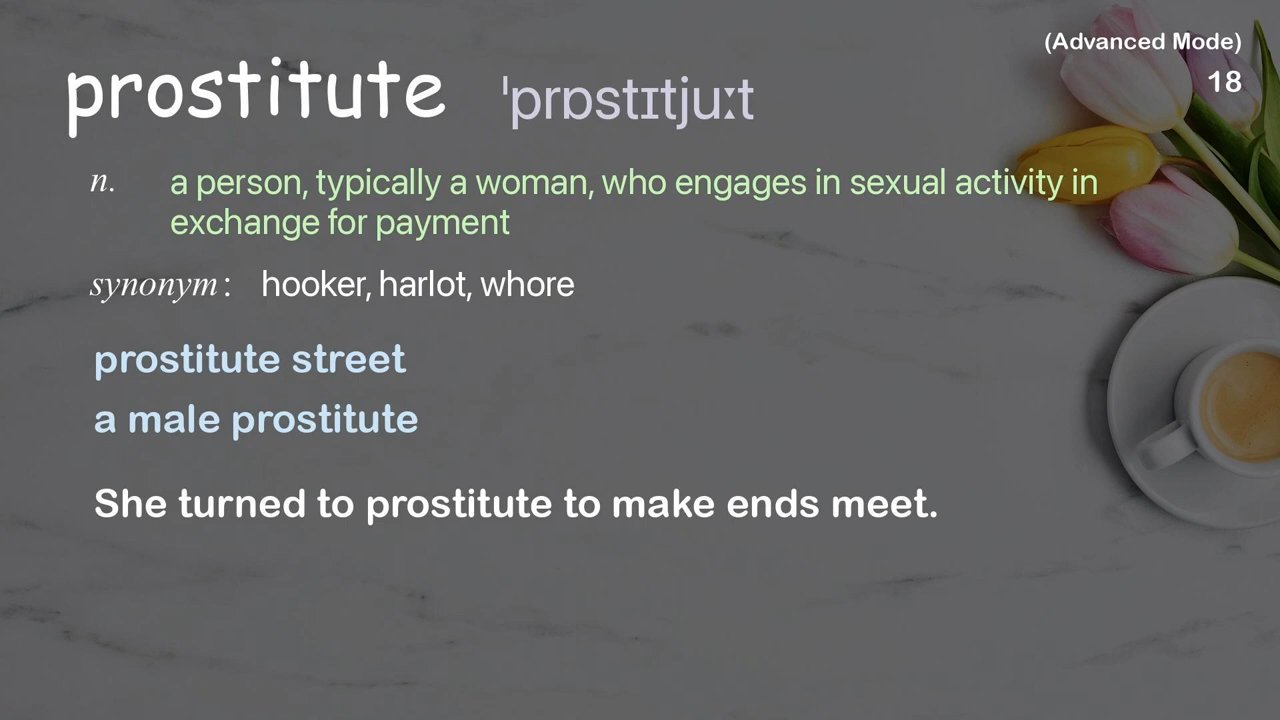 (Advanced Mode)
prostitute ˈprɒstɪtjuːt
18
n. a person, typically a woman, who engages in sexual activity in
exchange for payment
synonym: hooker, harlot, whore
prostitute street
a male prostitute
She turned to prostitute to make ends meet.